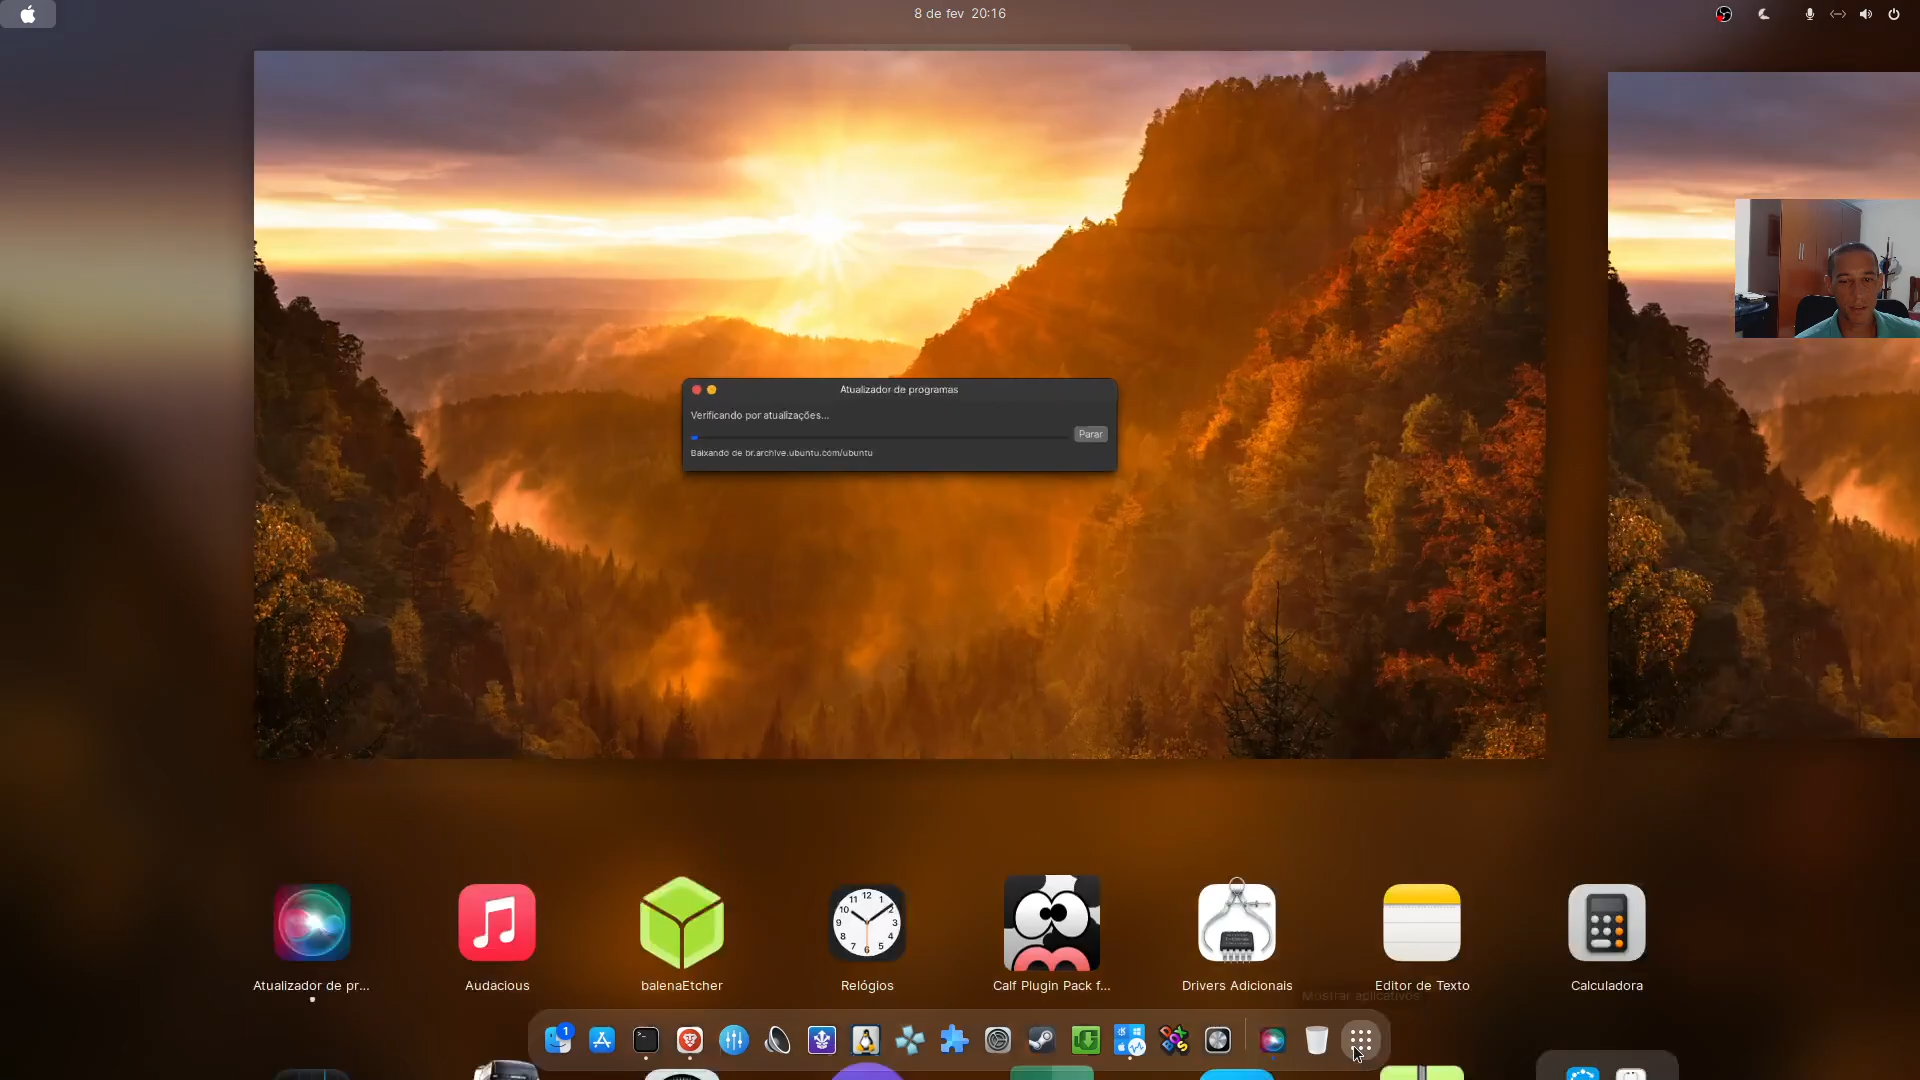 8 de fev 20:16
Atualizador de programas
Verificando por atualizações...
Parar
Baixando de br.archive.ubuntu.com/ubuntu
Atualizador de pr...
Audacious
balenaEtcher
Relógios
Calf Plugin Pack f...
Drivers Adicionais
Editor de Texto
Calculadora
Mostrar aplicativos
1